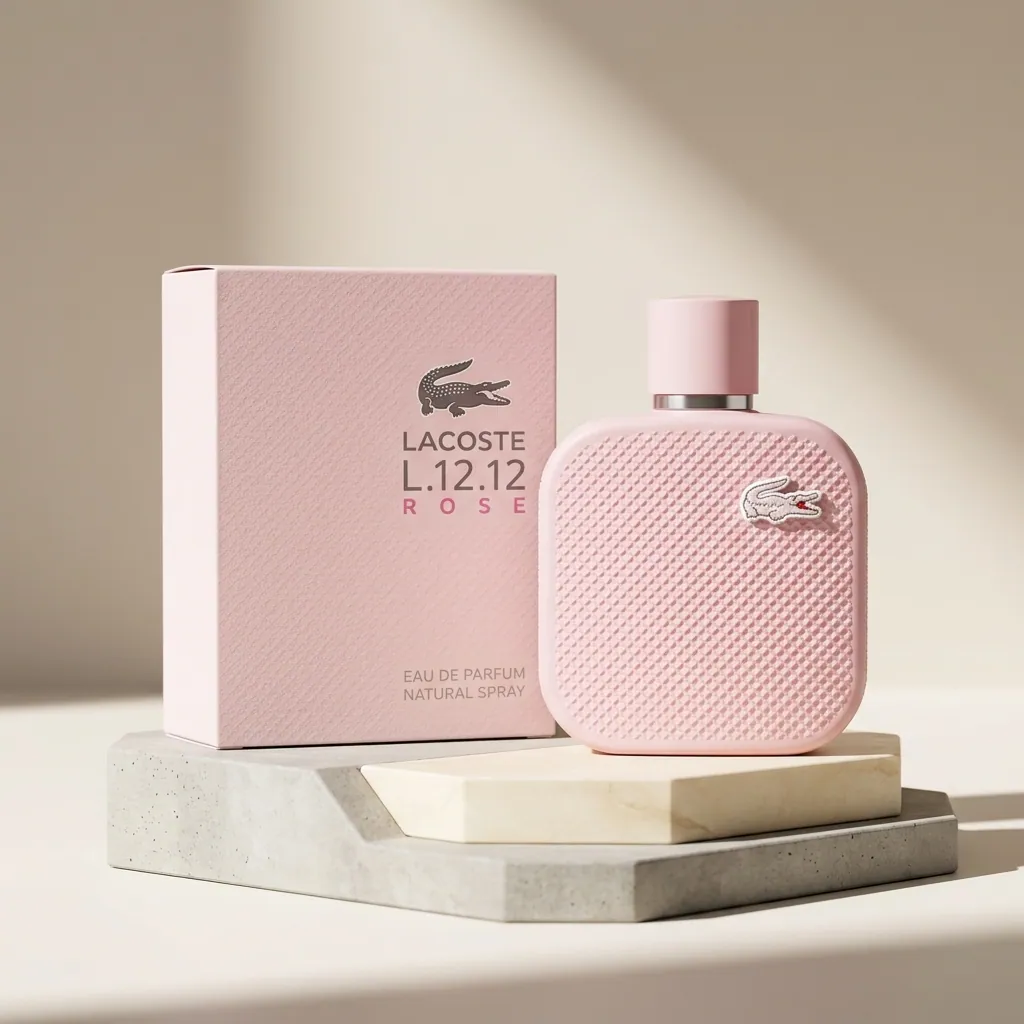 LACOSTE
L.12.12
ROSE
EAU DE PARFUM
NATURAL SPRAY